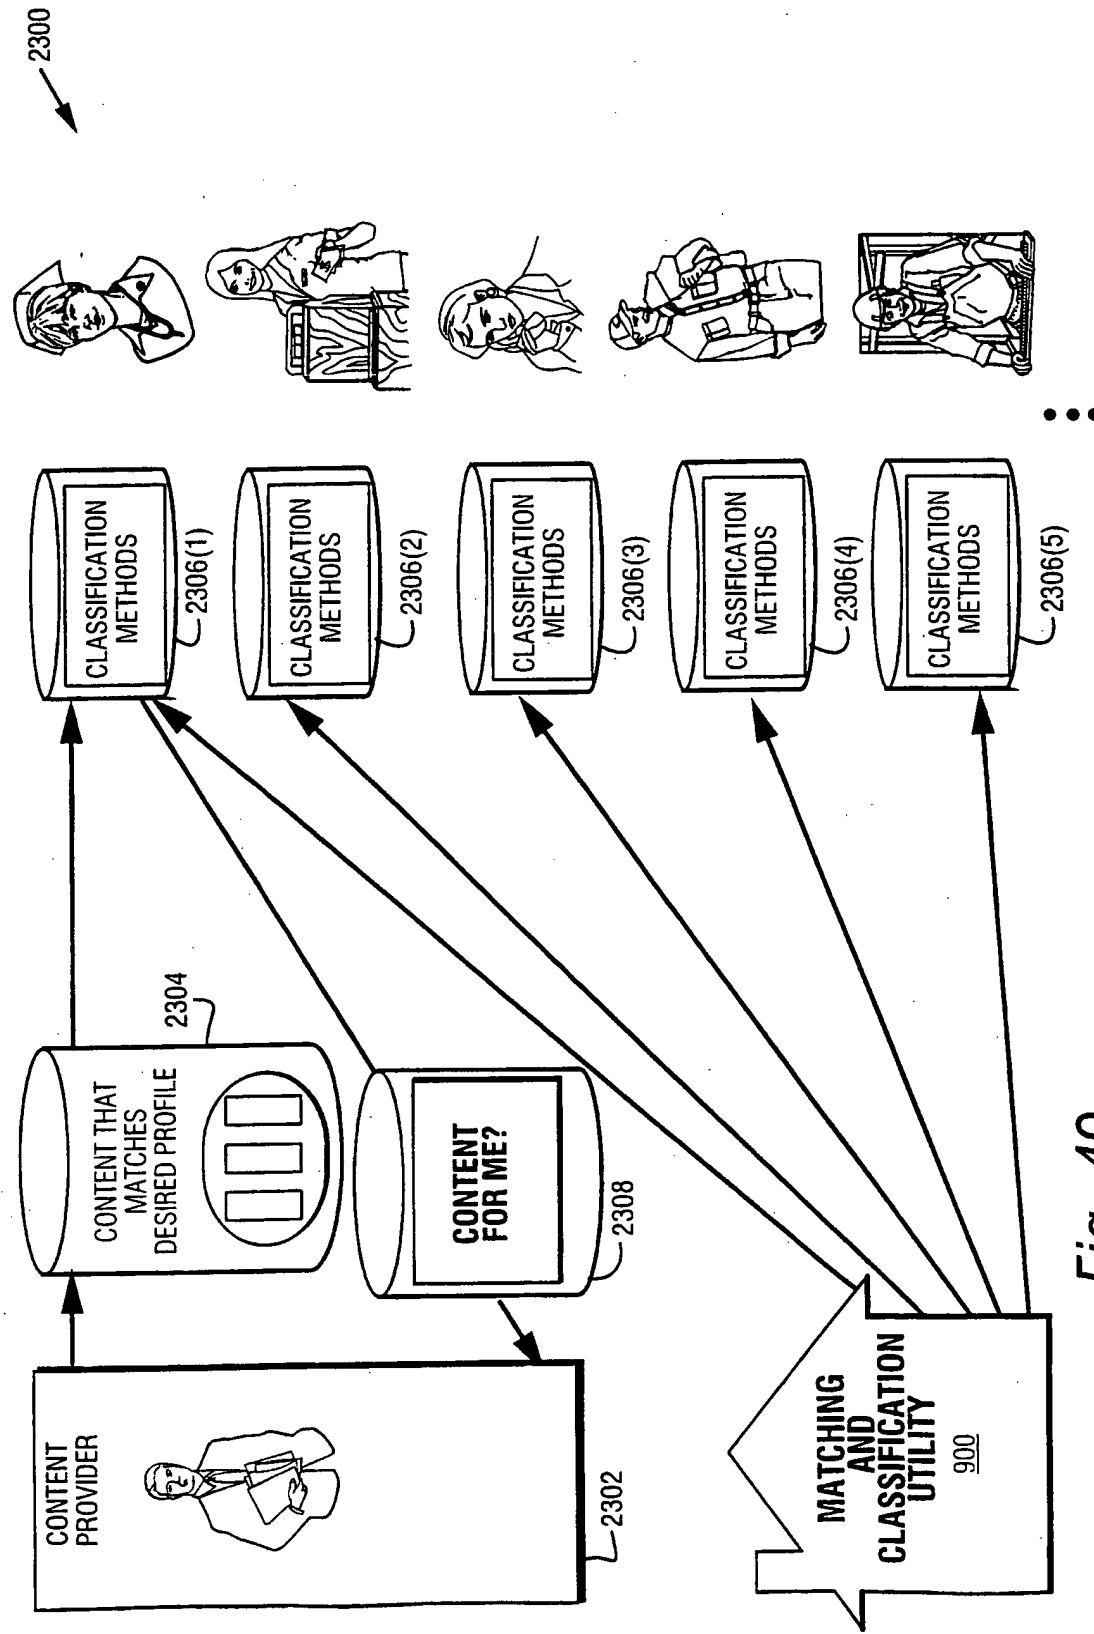 2300
CONTENT
PROVIDER
2302
CONTENT THAT
MATCHES
DESIRED PROFILE
2304
CONTENT
FOR ME?
2308
CLASSIFICATION
METHODS
2306(1)
CLASSIFICATION
METHODS
2306(2)
CLASSIFICATION
METHODS
2306(3)
CLASSIFICATION
METHODS
2306(4)
CLASSIFICATION
METHODS
2306(5)
MATCHING
AND
CLASSIFICATION
UTILITY
900
Fig.